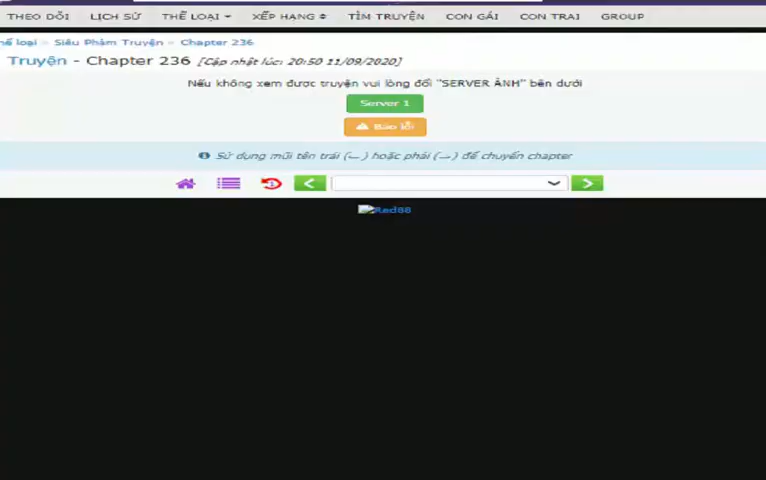 THEO DÕI LỊCH SỬ THỂ LOẠI XẾP HẠNG TÌM TRUYỆN CON GÁI CON TRAI GROUP
hể loại » Siêu Phàm Truyện » Chapter 236
Truyện - Chapter 236 [Cập nhật lúc: 20:50 11/09/2020]
Nếu không xem được truyện vui lòng đổi "SERVER ẢNH" bên dưới
Server 1
Báo lỗi
Sử dụng mũi tên trái (←) hoặc phải (→) để chuyển chapter
Red88